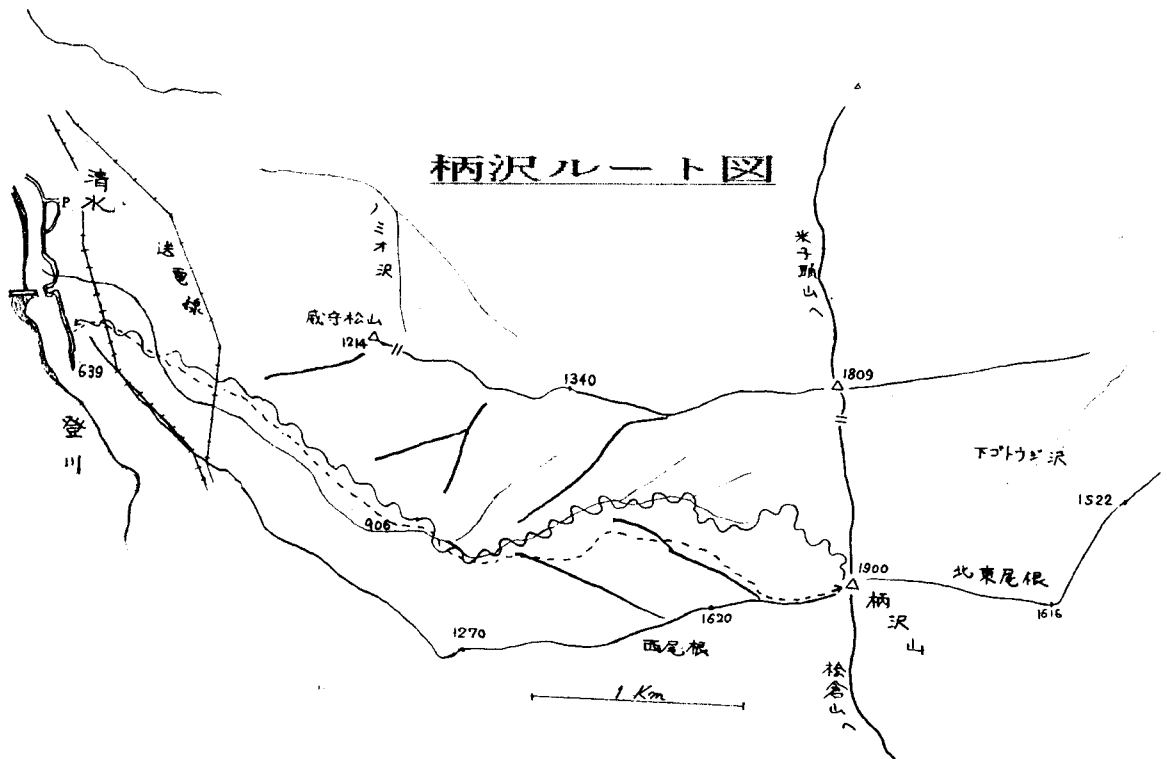 柄沢ルート図
清水
P
送電線
ノミオ沢
米子頭山へ
威守松山
1214
1340
1809
639
登川
下ゴトウジ沢
1522
906
1900
北東尾根
柄沢山
1616
1620
1270
西尾根
1 Km
桧倉山へ